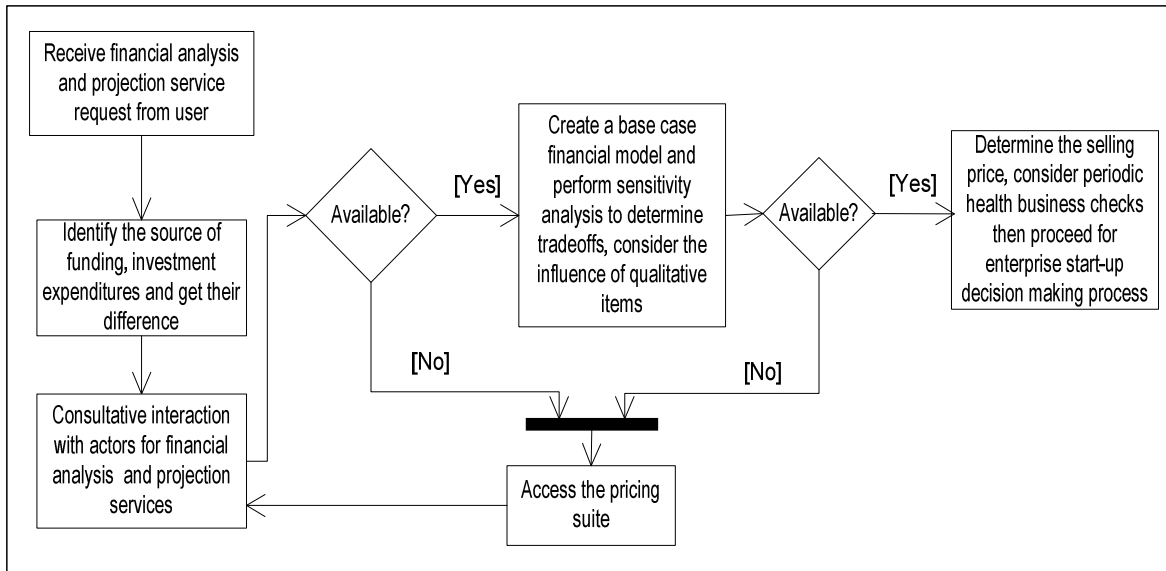 Receive financial analysis
and projection service
request from user
Identify the source of
funding, investment
expenditures and get their
difference
Consultative interaction
with actors for financial
analysis and projection
services
Available?
[Yes]
[No]
Create a base case
financial model and
perform sensitivity
analysis to determine
tradeoffs, consider the
influence of qualitative
items
Available?
[Yes]
[No]
Determine the selling
price, consider periodic
health business checks
then proceed for
enterprise start-up
decision making process
Access the pricing
suite